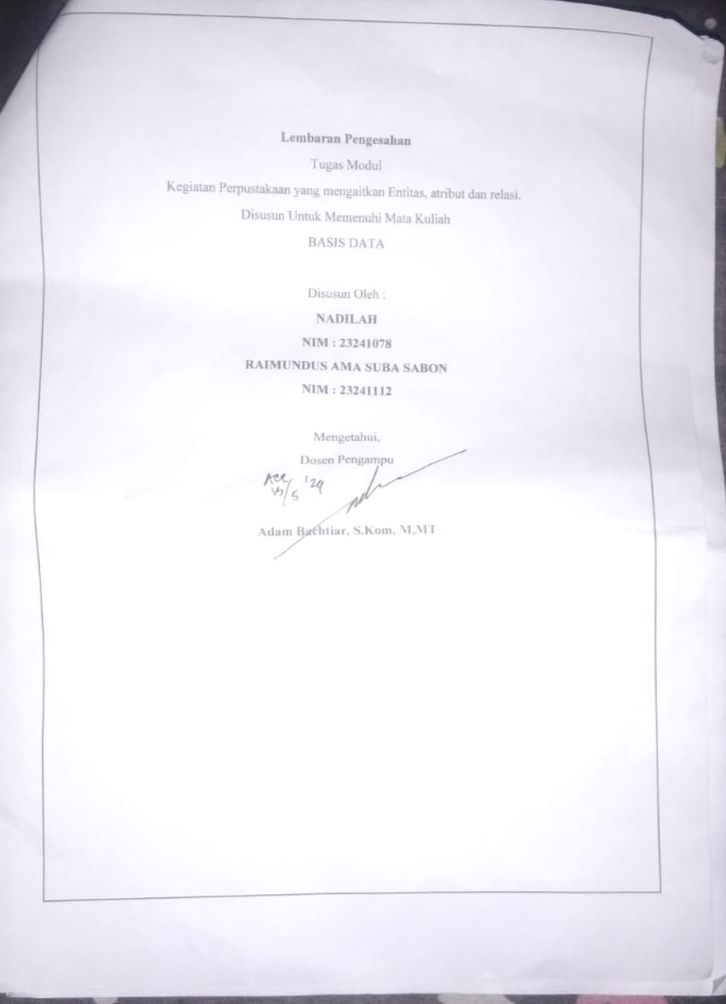 Lembaran Pengesahan
Tugas Modul
Kegiatan Perpustakaan yang mengaitkan Entitas, atribut dan relasi.
Disusun Untuk Memenuhi Mata Kuliah
BASIS DATA
Disusun Oleh :
NADILAH
NIM : 23241078
RAIMUNDUS AMA SUBA SABON
NIM : 23241112
Mengetahui,
Dosen Pengampu
Acc
'24
Adam Bachtiar, S.Kom, M,MT